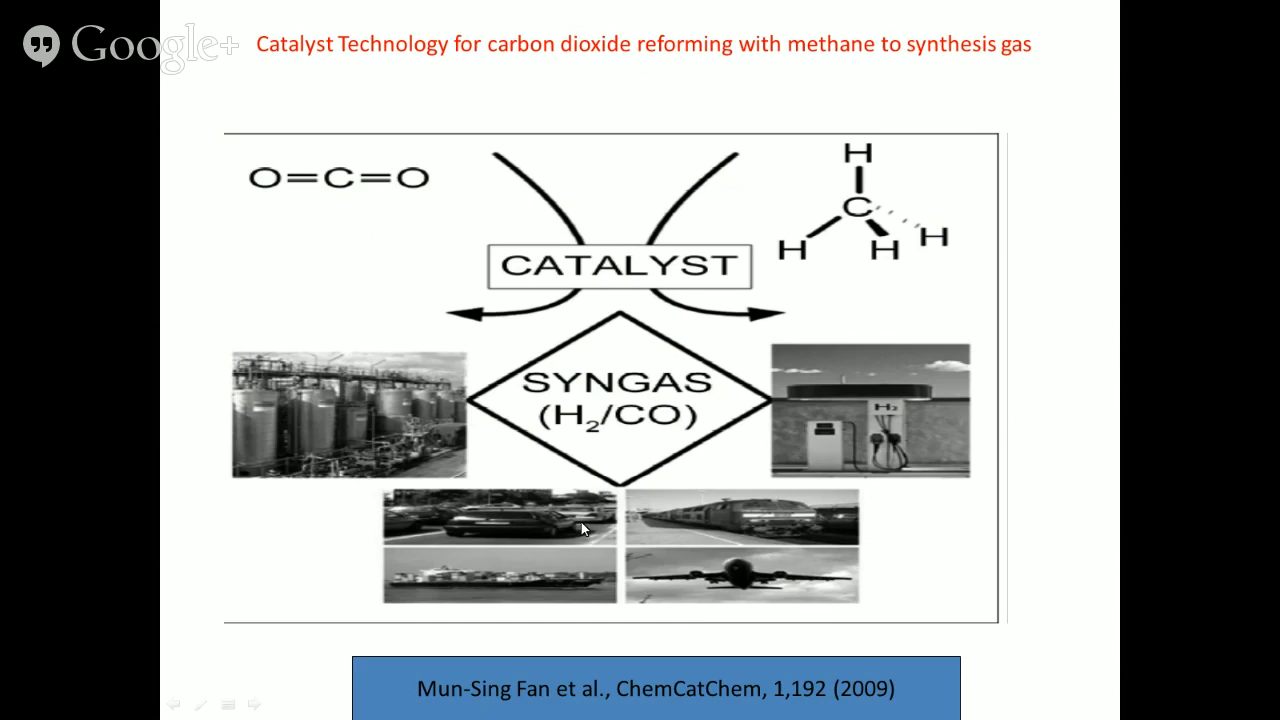 Google+
Catalyst Technology for carbon dioxide reforming with methane to synthesis gas
O=C=O
H
C
H
H
H
CATALYST
SYNGAS
(H₂/CO)
H₂
Mun-Sing Fan et al., ChemCatChem, 1,192 (2009)